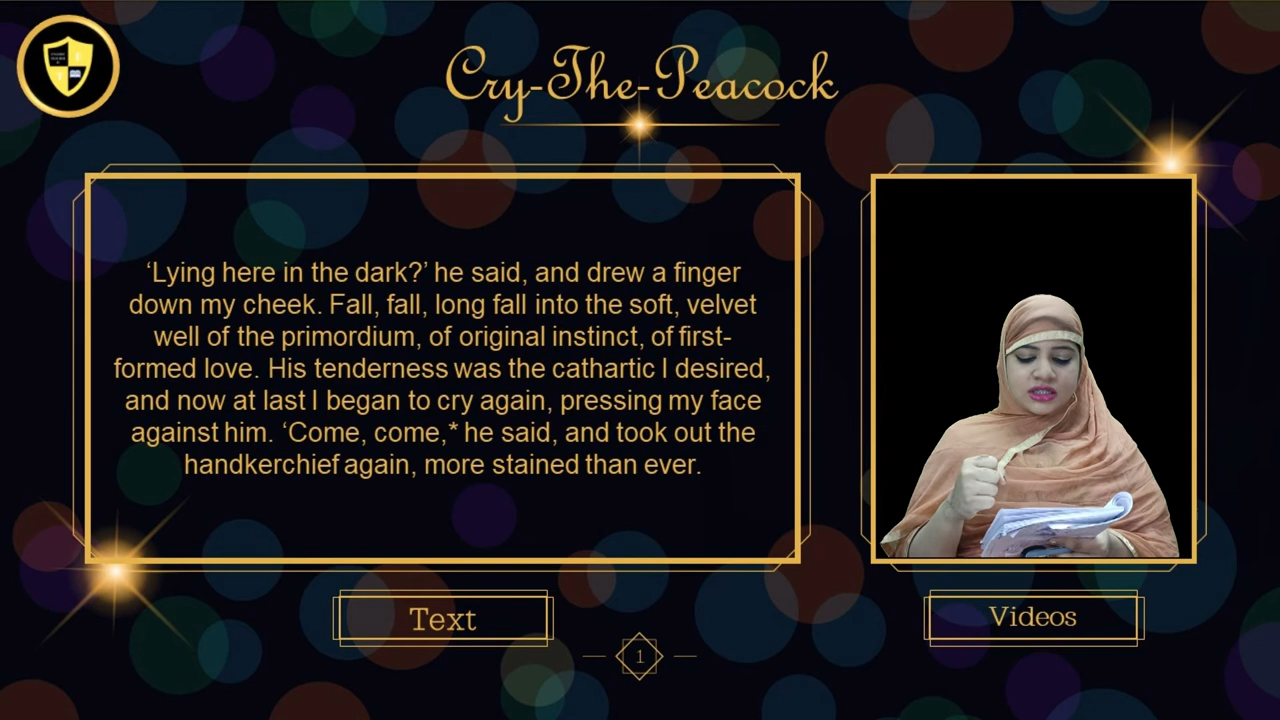 Cry-The-Peacock
‘Lying here in the dark?’ he said, and drew a finger
down my cheek. Fall, fall, long fall into the soft, velvet
well of the primordium, of original instinct, of first-
formed love. His tenderness was the cathartic I desired,
and now at last I began to cry again, pressing my face
against him. ‘Come, come,* he said, and took out the
handkerchief again, more stained than ever.
Text
Videos
1